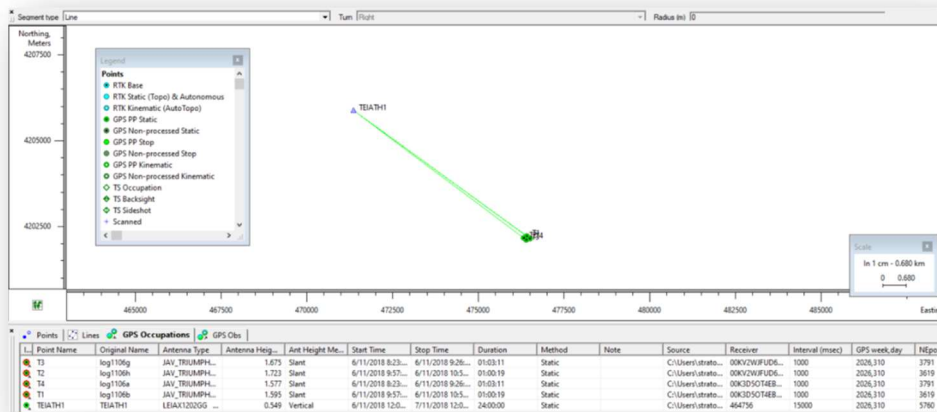 Segment type Line Turn Right Radius (m) 0
Northing,
Meters
4207500
4205000
4202500
Legend
Points
RTK Base
RTK Static (Topo) & Autonomous
RTK Kinematic (AutoTopo)
GPS PP Static
GPS Non-processed Static
GPS PP Stop
GPS Non-processed Stop
GPS PP Kinematic
GPS Non-processed Kinematic
TS Occupation
TS Backsight
TS Sideshot
Scanned
TEIATH1
Scale
In 1 cm - 0.680 km
0 0.680
465000 467500 470000 472500 475000 477500 480000 482500 485000 Easti
Points Lines GPS Occupations GPS Obs
I... Point Name Original Name Antenna Type Antenna Heig... Ant Height Me... Start Time Stop Time Duration Method Note Source Receiver Interval (msec) GPS week,day NEpo
T3 log1106g JAV_TRIUMPH... 1.675 Slant 6/11/2018 8:23:... 6/11/2018 9:26:... 01:03:11 Static C:\Users\strato... 00KV2WJFUD6... 1000 2026,310 3791
T2 log1106h JAV_TRIUMPH... 1.723 Slant 6/11/2018 9:57:... 6/11/2018 10:5... 01:00:19 Static C:\Users\strato... 00KV2WJFUD6... 1000 2026,310 3619
T4 log1106a JAV_TRIUMPH... 1.577 Slant 6/11/2018 8:23:... 6/11/2018 9:26:... 01:03:11 Static C:\Users\strato... 00K3D5OT4EB... 1000 2026,310 3791
T1 log1106b JAV_TRIUMPH... 1.595 Slant 6/11/2018 9:57:... 6/11/2018 10:5... 01:00:19 Static C:\Users\strato... 00K3D5OT4EB... 1000 2026,310 3619
TEIATH1 TEIATH1 LEIAX1202GG ... 0.549 Vertical 6/11/2018 12:0... 7/11/2018 12:0... 24:00:00 Static C:\Users\strato... 464756 15000 2026,310 5760